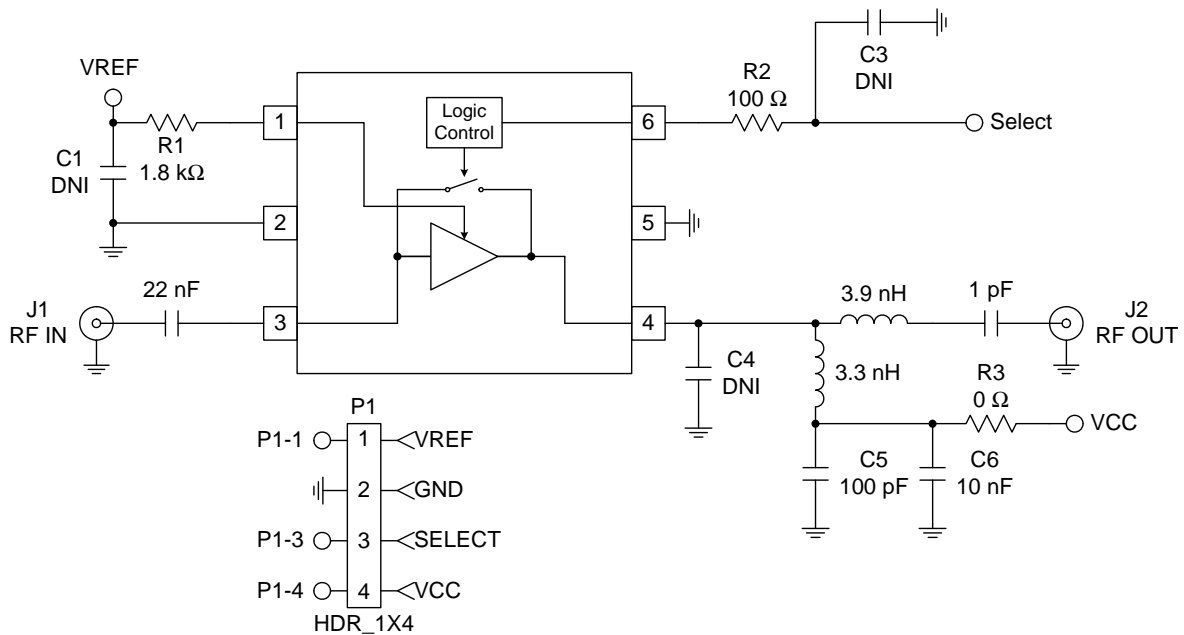 VREF
R1
1.8 kΩ
C1
DNI
1
2
3
J1
RF IN
22 nF
Logic
Control
6
5
4
R2
100 Ω
C3
DNI
Select
3.9 nH
1 pF
J2
RF OUT
C4
DNI
3.3 nH
R3
0 Ω
VCC
C5
100 pF
C6
10 nF
P1
P1-1 1 VREF
2 GND
P1-3 3 SELECT
P1-4 4 VCC
HDR_1X4